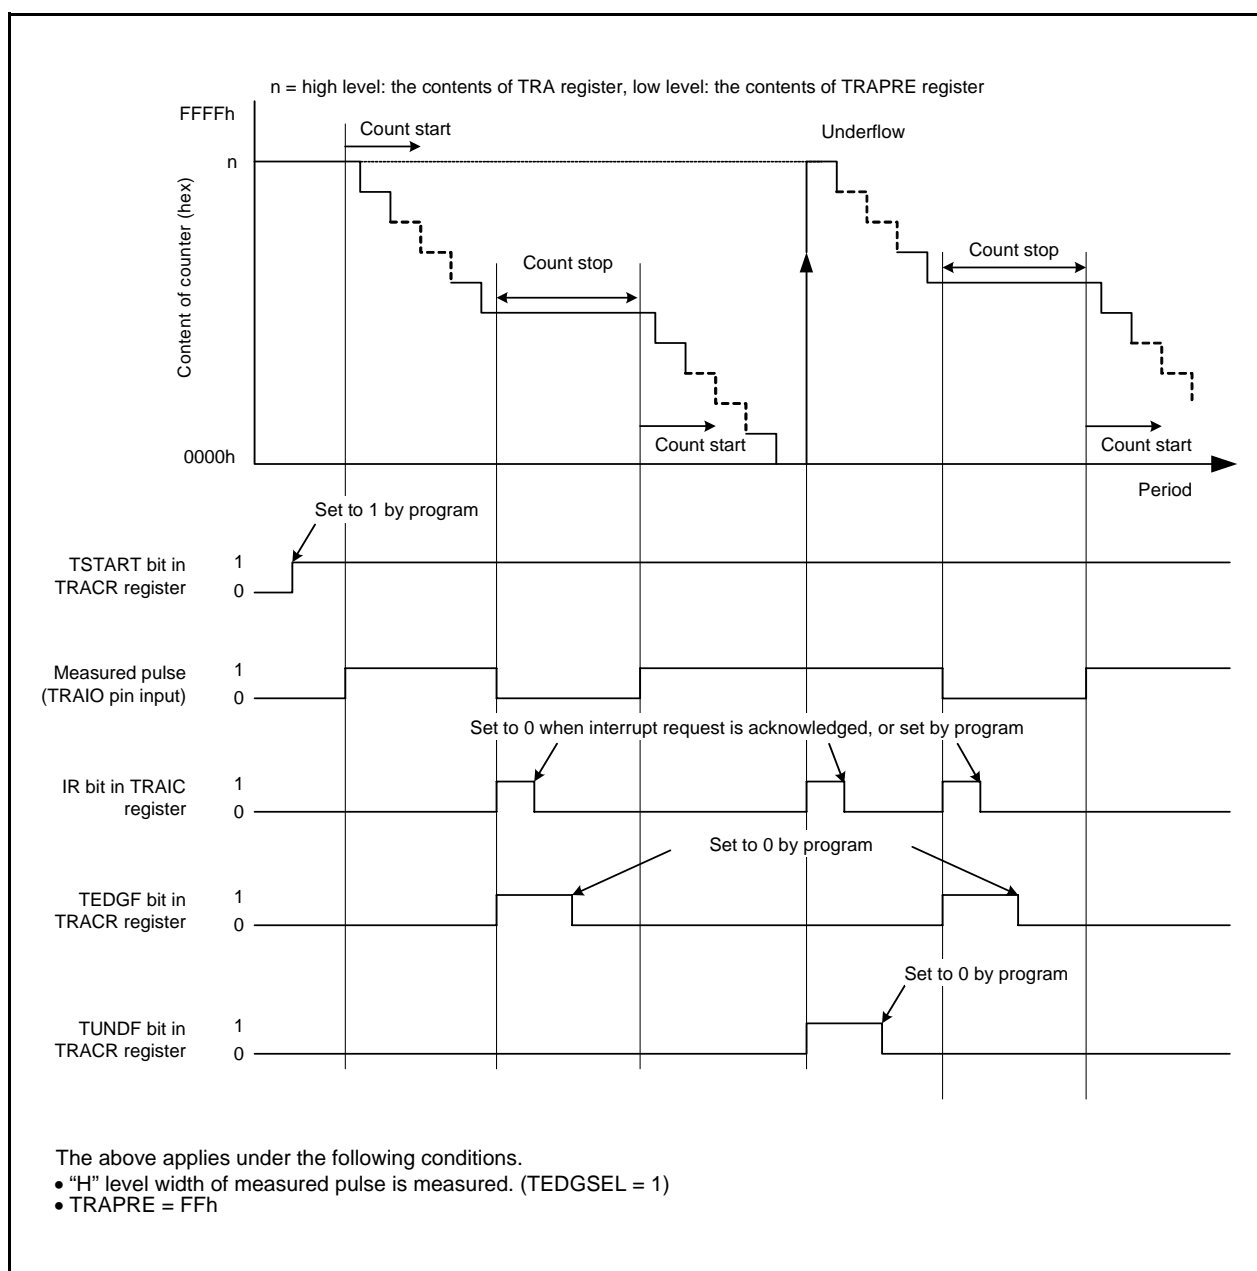 n = high level: the contents of TRA register, low level: the contents of TRAPRE register
FFFFh
Count start
Underflow
n
Content of counter (hex)
Count stop
Count stop
Count start
Count start
0000h
Period
Set to 1 by program
TSTART bit in
TRACR register
1
0
Measured pulse
(TRAIO pin input)
1
0
Set to 0 when interrupt request is acknowledged, or set by program
IR bit in TRAIC
register
1
0
Set to 0 by program
TEDGF bit in
TRACR register
1
0
Set to 0 by program
TUNDF bit in
TRACR register
1
0
The above applies under the following conditions.
• “H” level width of measured pulse is measured. (TEDGSEL = 1)
• TRAPRE = FFh